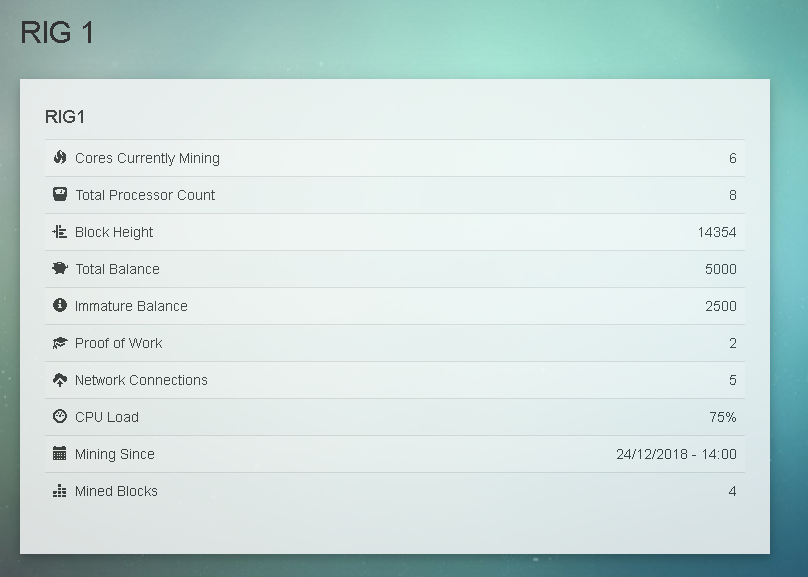 RIG 1
RIG1
Cores Currently Mining 6
Total Processor Count 8
Block Height 14354
Total Balance 5000
Immature Balance 2500
Proof of Work 2
Network Connections 5
CPU Load 75%
Mining Since 24/12/2018 - 14:00
Mined Blocks 4